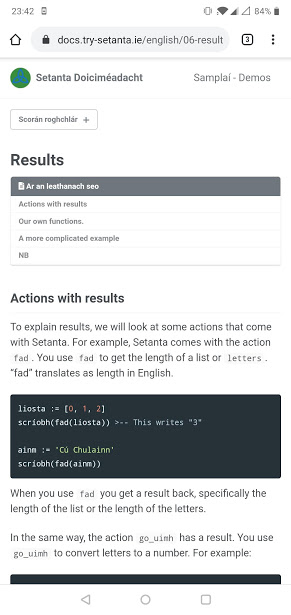 23:42 84%
docs.try-setanta.ie/english/06-result 3
Setanta Doiciméadacht Samplaí - Demos
Scorán roghchlár +
Results
Ar an leathanach seo
Actions with results
Our own functions.
A more complicated example
NB
Actions with results
To explain results, we will look at some actions that come
with Setanta. For example, Setanta comes with the action
fad . You use fad to get the length of a list or letters .
“fad” translates as length in English.
liosta := [0, 1, 2]
scríobh(fad(liosta)) >-- This writes "3"
ainm := 'Cú Chulainn'
scríobh(fad(ainm))
When you use fad you get a result back, specifically the
length of the list or the length of the letters.
In the same way, the action go_uimh has a result. You use
go_uimh to convert letters to a number. For example: